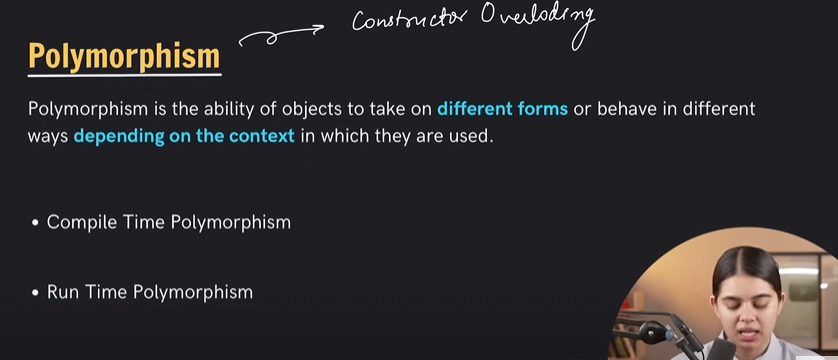 Constructor Overloding
Polymorphism
Polymorphism is the ability of objects to take on different forms or behave in different
ways depending on the context in which they are used.
• Compile Time Polymorphism
• Run Time Polymorphism